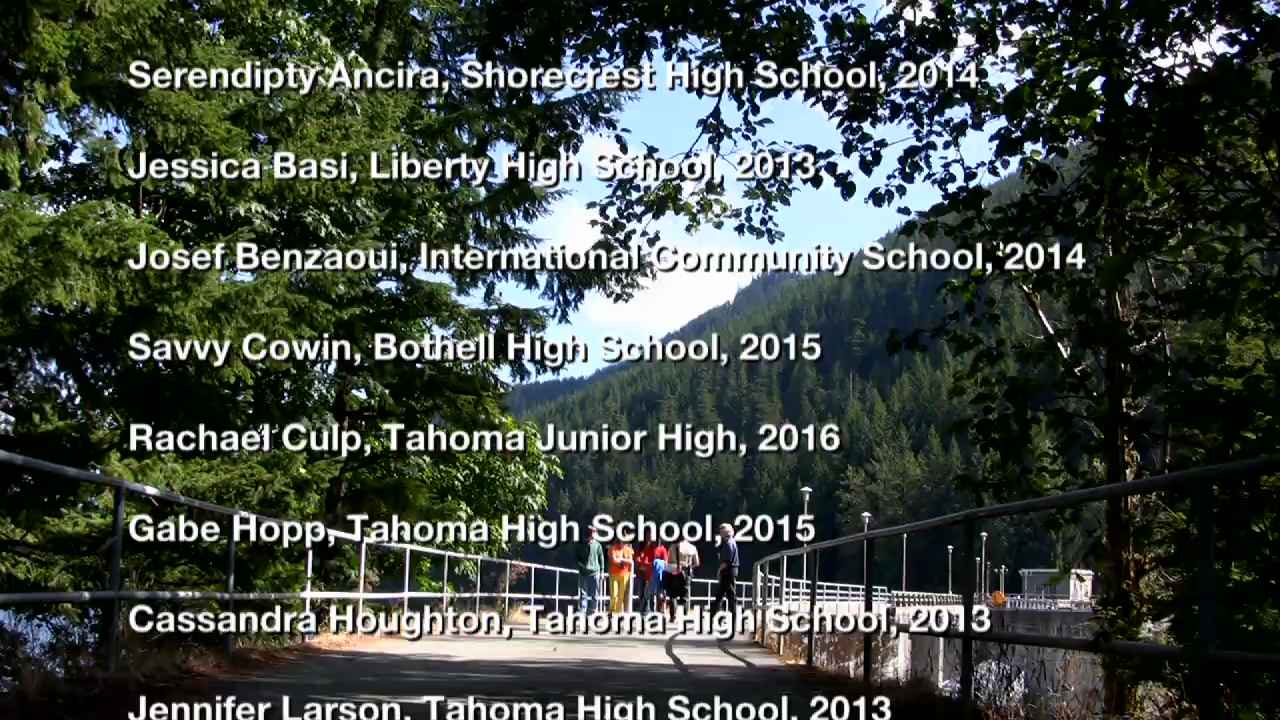 Serendipty Ancira, Shorecrest High School, 2014
Jessica Basi, Liberty High School, 2013
Josef Benzaoui, International Community School, 2014
Savvy Cowin, Bothell High School, 2015
Rachael Culp, Tahoma Junior High, 2016
Gabe Hopp, Tahoma High School, 2015
Cassandra Houghton, Tahoma High School, 2013
Jennifer Larson, Tahoma High School, 2013